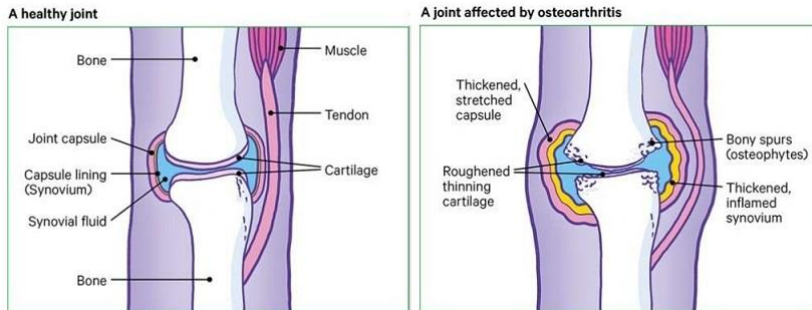 A healthy joint
Bone
Muscle
Tendon
Joint capsule
Capsule lining
(Synovium)
Cartilage
Synovial fluid
Bone
A joint affected by osteoarthritis
Thickened,
stretched
capsule
Bony spurs
(osteophytes)
Roughened
thinning
cartilage
Thickened,
inflamed
synovium